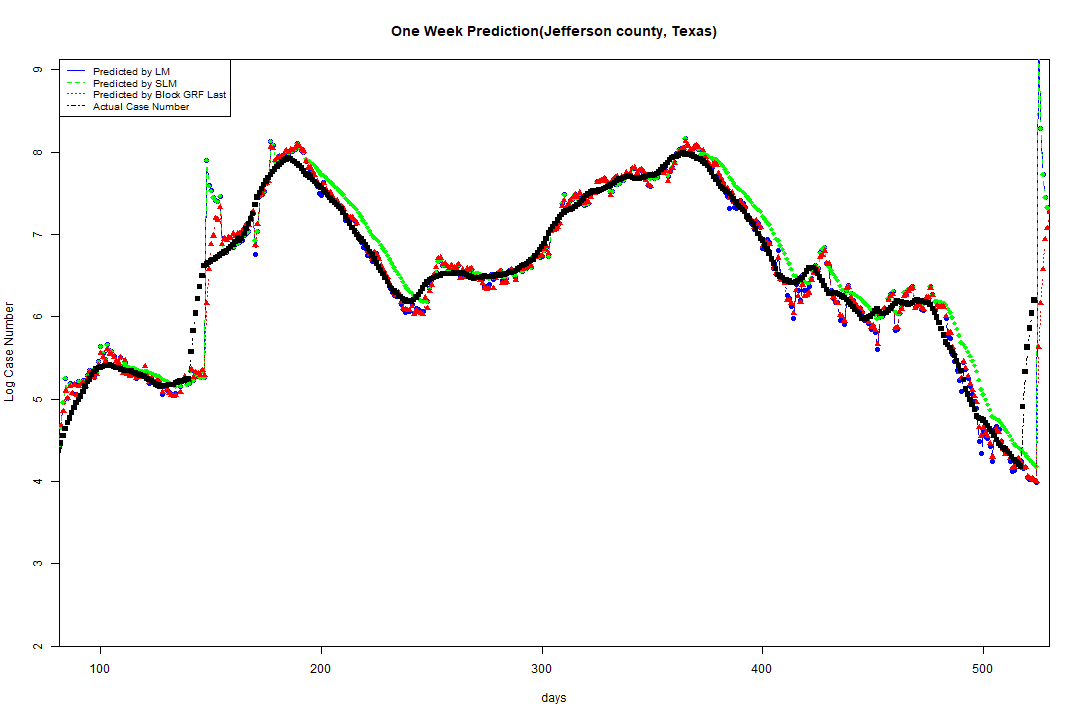 One Week Prediction(Jefferson county, Texas)
Predicted by LM
Predicted by SLM
Predicted by Block GRF Last
Actual Case Number
9
8
7
6
5
4
3
2
Log Case Number
100 200 300 400 500
days